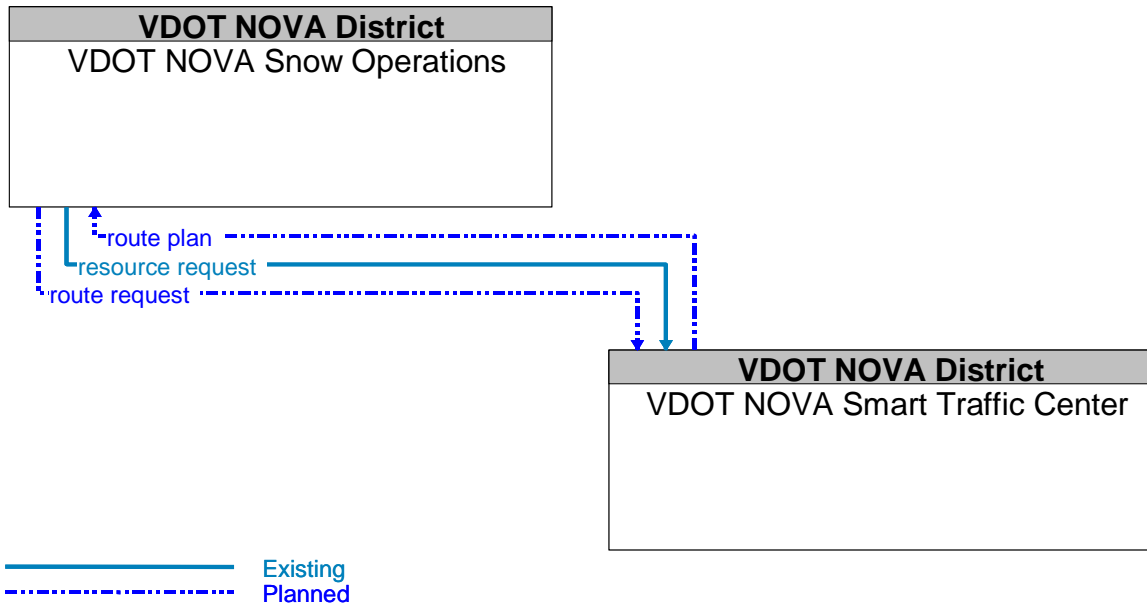 VDOT NOVA District
VDOT NOVA Snow Operations
route plan
resource request
route request
VDOT NOVA District
VDOT NOVA Smart Traffic Center
Existing
Planned